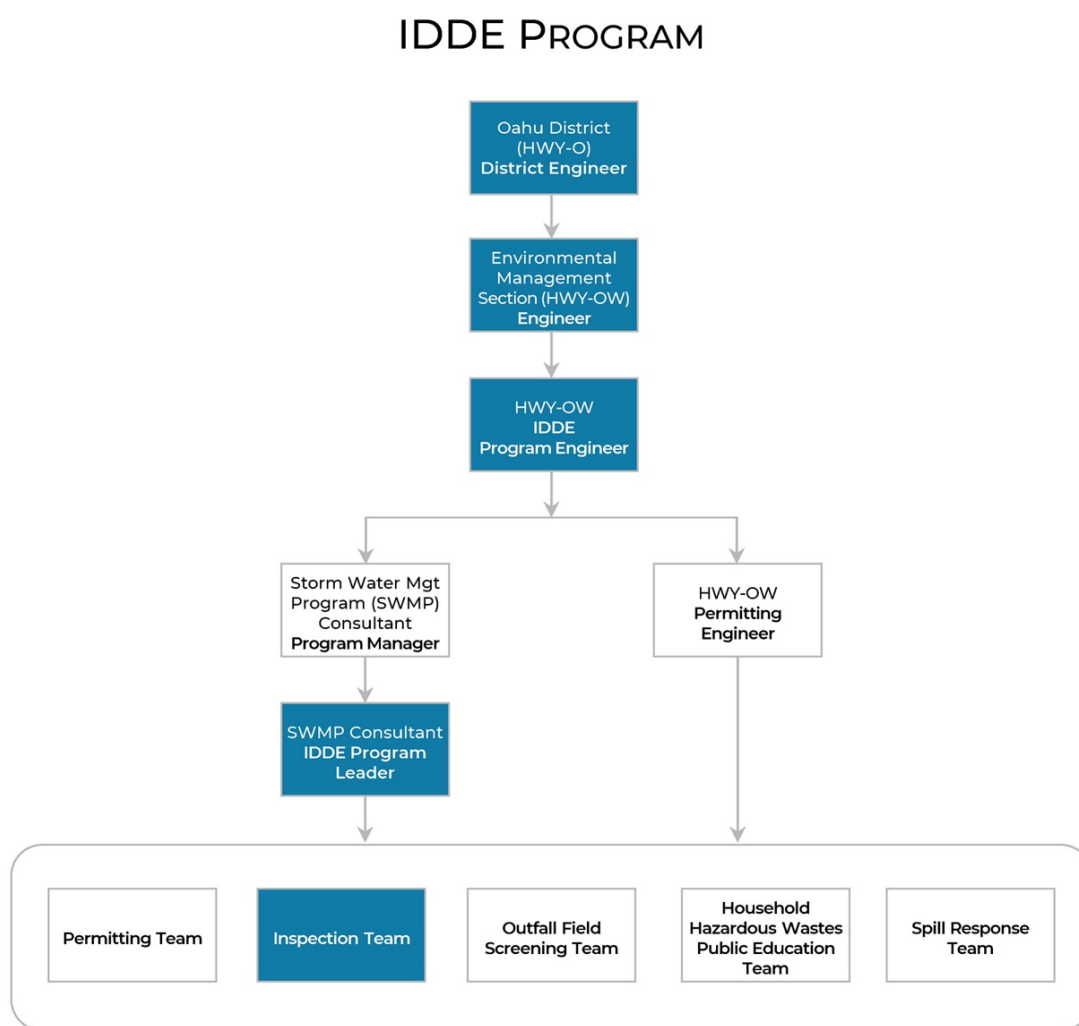 IDDE PROGRAM
Oahu District
(HWY-O)
District Engineer
Environmental
Management
Section (HWY-OW)
Engineer
HWY-OW
IDDE
Program Engineer
Storm Water Mgt
Program (SWMP)
Consultant
Program Manager
HWY-OW
Permitting
Engineer
SWMP Consultant
IDDE Program
Leader
Permitting Team
Inspection Team
Outfall Field
Screening Team
Household
Hazardous Wastes
Public Education
Team
Spill Response
Team